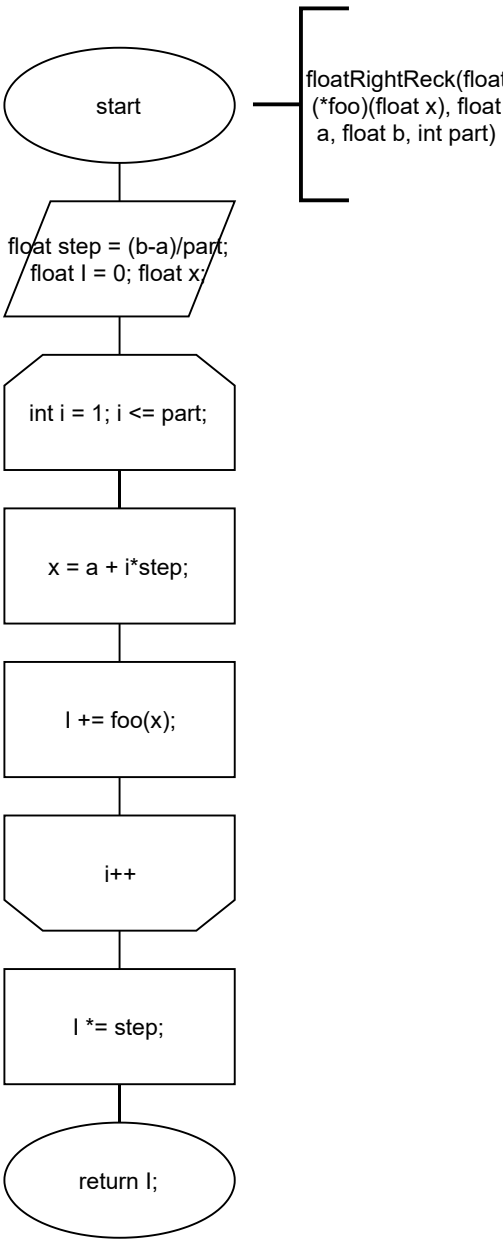 start
floatRightReck(float
(*foo)(float x), float
a, float b, int part)
float step = (b-a)/part;
float I = 0; float x;
int i = 1; i <= part;
x = a + i*step;
I += foo(x);
i++
I *= step;
return I;